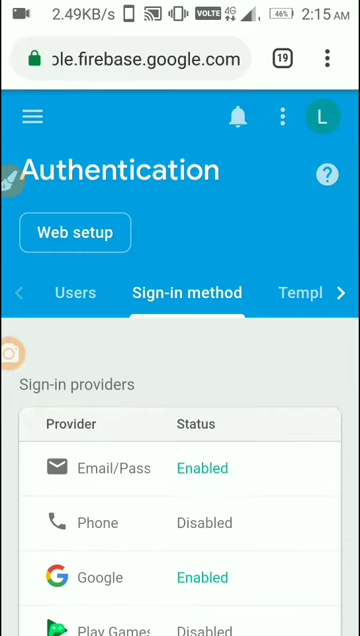 2.49KB/s VOLTE 4G 46% 2:15 AM
ole.firebase.google.com 19
L
Authentication
Web setup
Users Sign-in method Templ
Sign-in providers
Provider Status
Email/Pass Enabled
Phone Disabled
Google Enabled
Play Games Disabled